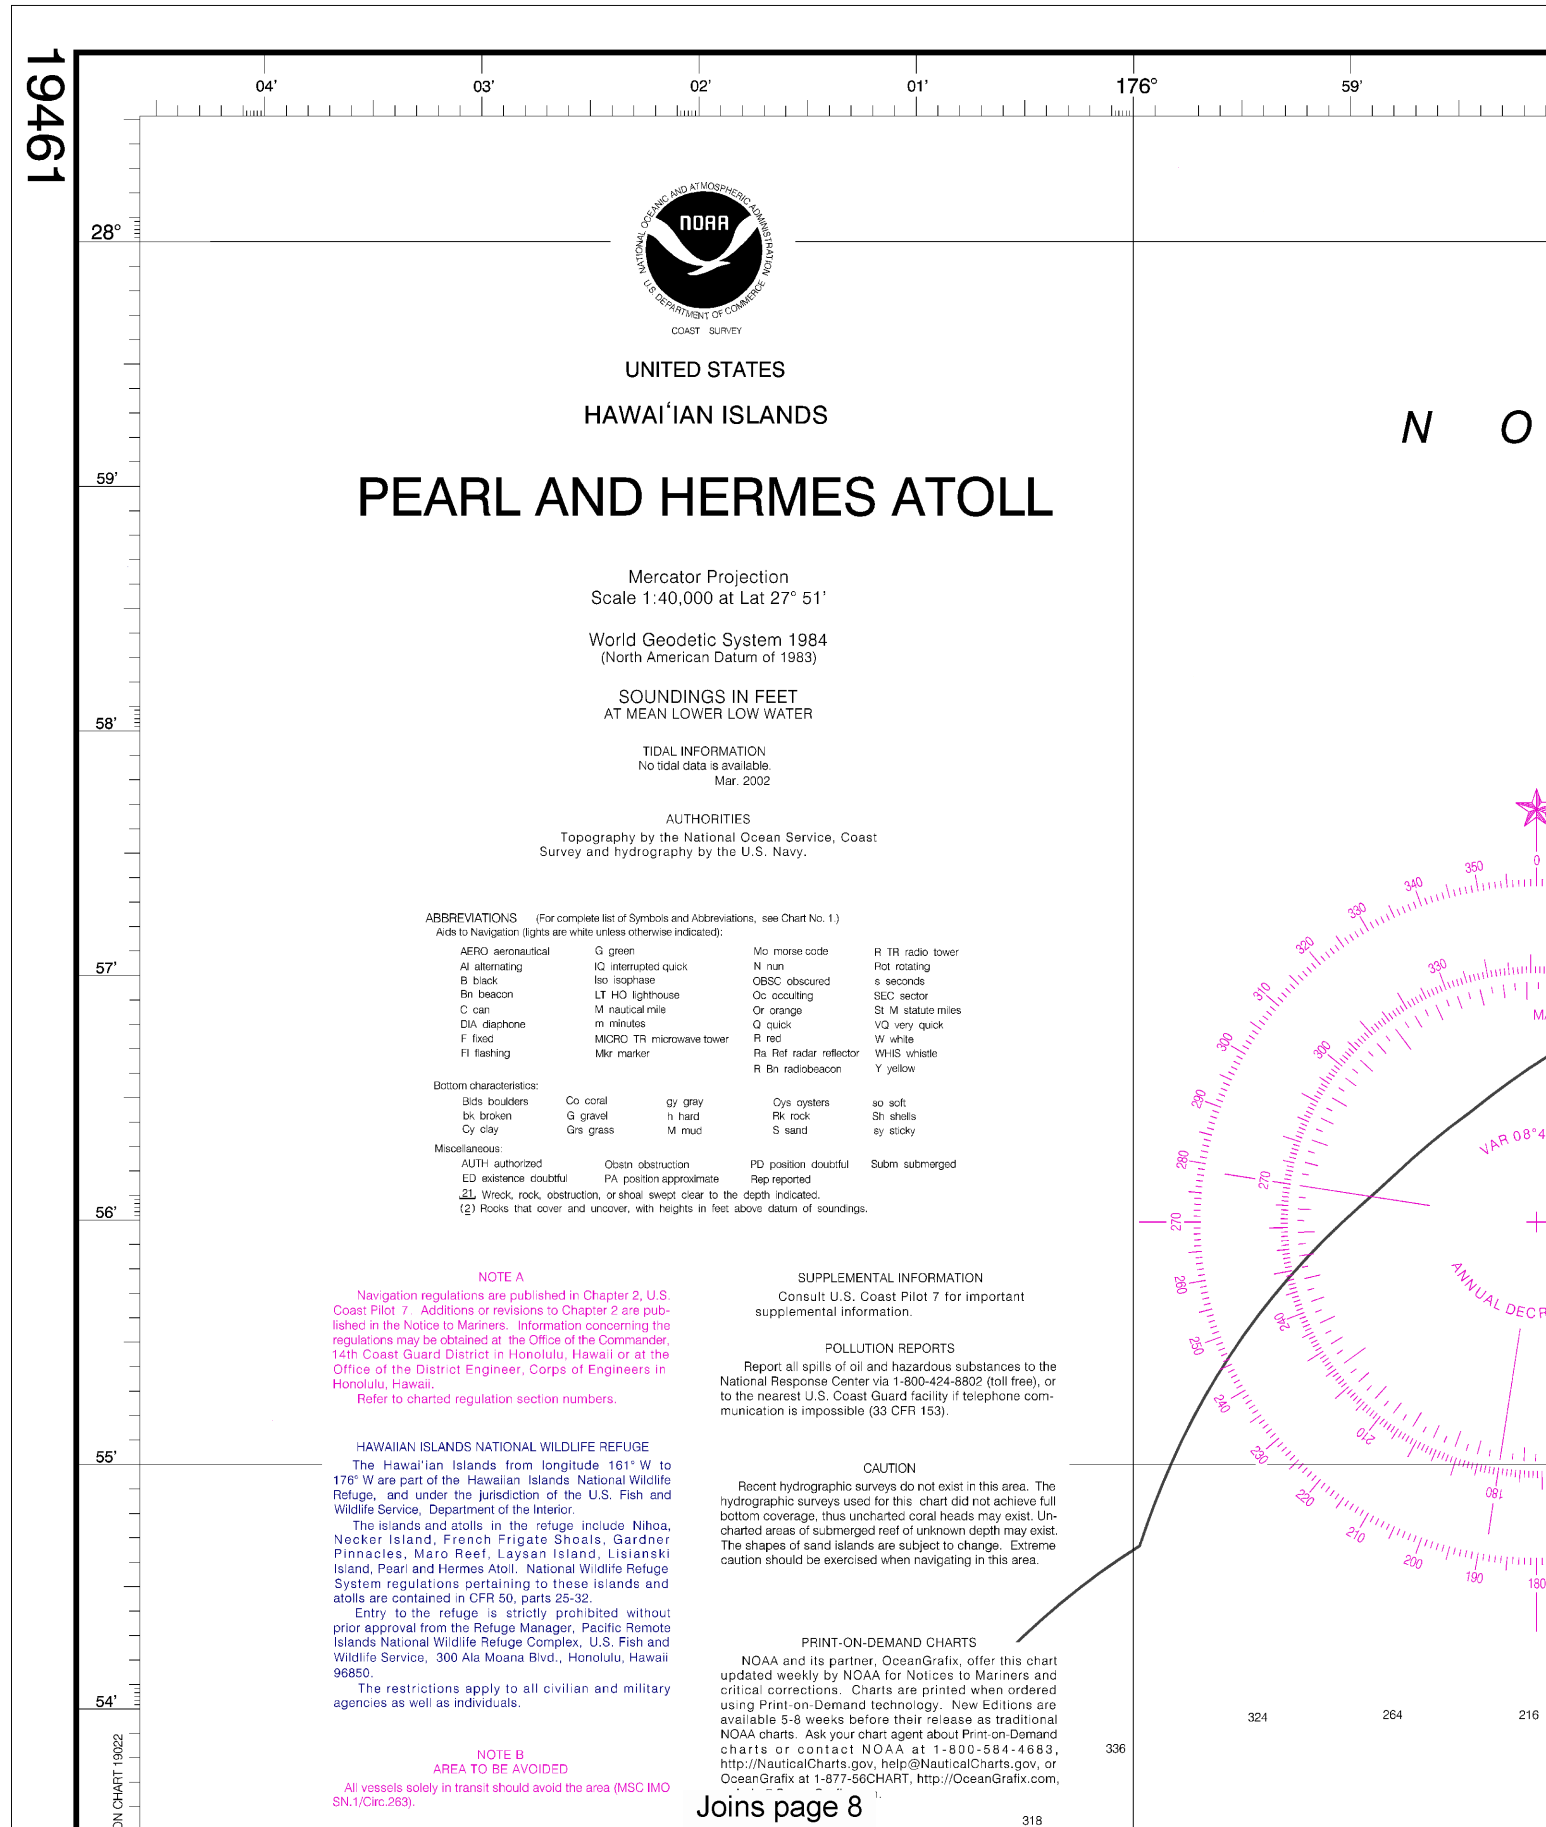 19461
04'
03'
02'
01'
176°
59'
28°
59'
58'
57'
56'
55'
54'
NATIONAL OCEANIC AND ATMOSPHERIC ADMINISTRATION
U.S. DEPARTMENT OF COMMERCE
NOAA
COAST SURVEY
UNITED STATES
HAWAIʻIAN ISLANDS
PEARL AND HERMES ATOLL
N O
Mercator Projection
Scale 1:40,000 at Lat 27° 51'
World Geodetic System 1984
(North American Datum of 1983)
SOUNDINGS IN FEET
AT MEAN LOWER LOW WATER
TIDAL INFORMATION
No tidal data is available.
Mar. 2002
AUTHORITIES
Topography by the National Ocean Service, Coast
Survey and hydrography by the U.S. Navy.
ABBREVIATIONS (For complete list of Symbols and Abbreviations, see Chart No. 1.)
Aids to Navigation (lights are white unless otherwise indicated):
AERO aeronautical G green Mo morse code R TR radio tower
Al alternating IQ interrupted quick N nun Rot rotating
B black Iso isophase OBSC obscured s seconds
Bn beacon LT HO lighthouse Oc occulting SEC sector
C can M nautical mile Or orange St M statute miles
DIA diaphone m minutes Q quick VQ very quick
F fixed MICRO TR microwave tower R red W white
Fl flashing Mkr marker Ra Ref radar reflector WHIS whistle
R Bn radiobeacon Y yellow
Bottom characteristics:
Blds boulders Co coral gy gray Oys oysters so soft
bk broken G gravel h hard Rk rock Sh shells
Cy clay Grs grass M mud S sand sy sticky
Miscellaneous:
AUTH authorized Obstn obstruction PD position doubtful Subm submerged
ED existence doubtful PA position approximate Rep reported
21, Wreck, rock, obstruction, or shoal swept clear to the depth indicated.
(2) Rocks that cover and uncover, with heights in feet above datum of soundings.
NOTE A
Navigation regulations are published in Chapter 2, U.S.
Coast Pilot 7. Additions or revisions to Chapter 2 are pub-
lished in the Notice to Mariners. Information concerning the
regulations may be obtained at the Office of the Commander,
14th Coast Guard District in Honolulu, Hawaii or at the
Office of the District Engineer, Corps of Engineers in
Honolulu, Hawaii.
Refer to charted regulation section numbers.
HAWAIIAN ISLANDS NATIONAL WILDLIFE REFUGE
The Hawai'ian Islands from longitude 161° W to
176° W are part of the Hawaiian Islands National Wildlife
Refuge, and under the jurisdiction of the U.S. Fish and
Wildlife Service, Department of the Interior.
The islands and atolls in the refuge include Nihoa,
Necker Island, French Frigate Shoals, Gardner
Pinnacles, Maro Reef, Laysan Island, Lisianski
Island, Pearl and Hermes Atoll. National Wildlife Refuge
System regulations pertaining to these islands and
atolls are contained in CFR 50, parts 25-32.
Entry to the refuge is strictly prohibited without
prior approval from the Refuge Manager, Pacific Remote
Islands National Wildlife Refuge Complex, U.S. Fish and
Wildlife Service, 300 Ala Moana Blvd., Honolulu, Hawaii
96850.
The restrictions apply to all civilian and military
agencies as well as individuals.
NOTE B
AREA TO BE AVOIDED
All vessels solely in transit should avoid the area (MSC IMO
SN.1/Circ.263).
SUPPLEMENTAL INFORMATION
Consult U.S. Coast Pilot 7 for important
supplemental information.
POLLUTION REPORTS
Report all spills of oil and hazardous substances to the
National Response Center via 1-800-424-8802 (toll free), or
to the nearest U.S. Coast Guard facility if telephone com-
munication is impossible (33 CFR 153).
CAUTION
Recent hydrographic surveys do not exist in this area. The
hydrographic surveys used for this chart did not achieve full
bottom coverage, thus uncharted coral heads may exist. Un-
charted areas of submerged reef of unknown depth may exist.
The shapes of sand islands are subject to change. Extreme
caution should be exercised when navigating in this area.
PRINT-ON-DEMAND CHARTS
NOAA and its partner, OceanGrafix, offer this chart
updated weekly by NOAA for Notices to Mariners and
critical corrections. Charts are printed when ordered
using Print-on-Demand technology. New Editions are
available 5-8 weeks before their release as traditional
NOAA charts. Ask your chart agent about Print-on-Demand
charts or contact NOAA at 1-800-584-4683,
http://NauticalCharts.gov, help@NauticalCharts.gov, or
OceanGrafix at 1-877-56CHART, http://OceanGrafix.com,
Joins page 8
ON CHART 19022
0
350
340
330
320
310
300
290
280
270
260
250
240
230
220
210
200
190
180
330
300
270
240
210
180
VAR 08°4
ANNUAL DECR
324
264
216
336
318